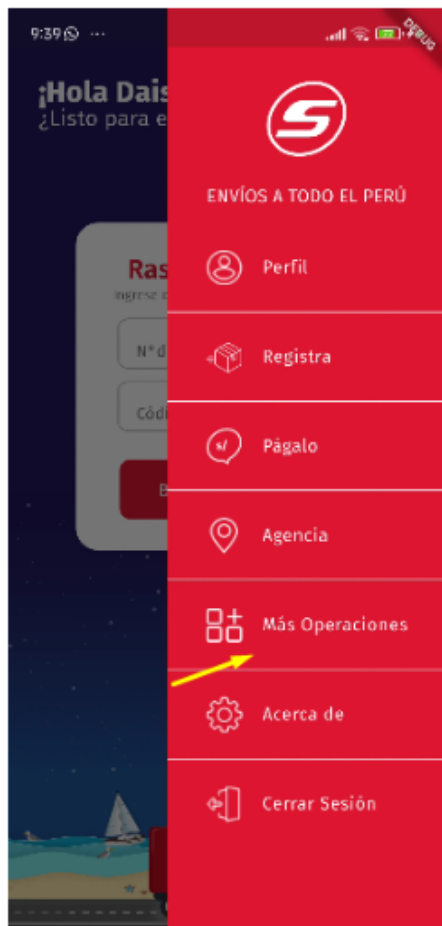 9:39
DEBUG
¡Hola Dais
¿Listo para e
S
ENVÍOS A TODO EL PERÚ
Perfil
Ras
Ingrese
N°d
Registra
Códi
Págalo
B
Agencia
Más Operaciones
Acerca de
Cerrar Sesión